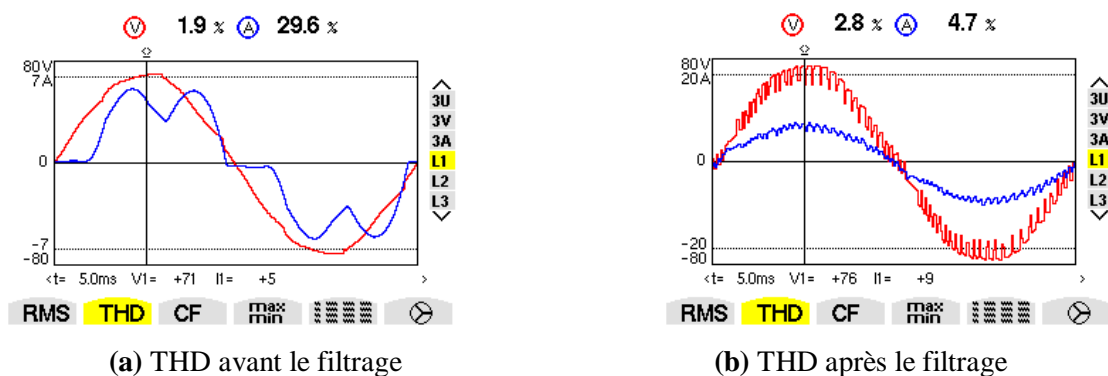 V 1.9 % A 29.6 %
80V
7A
0
-7
-80
3U
3V
3A
L1
L2
L3
<t= 5.0ms V1= +71 I1= +5 >
RMS THD CF max min
(a) THD avant le filtrage
V 2.8 % A 4.7 %
80V
20A
0
-20
-80
3U
3V
3A
L1
L2
L3
<t= 5.0ms V1= +76 I1= +9 >
RMS THD CF max min
(b) THD après le filtrage